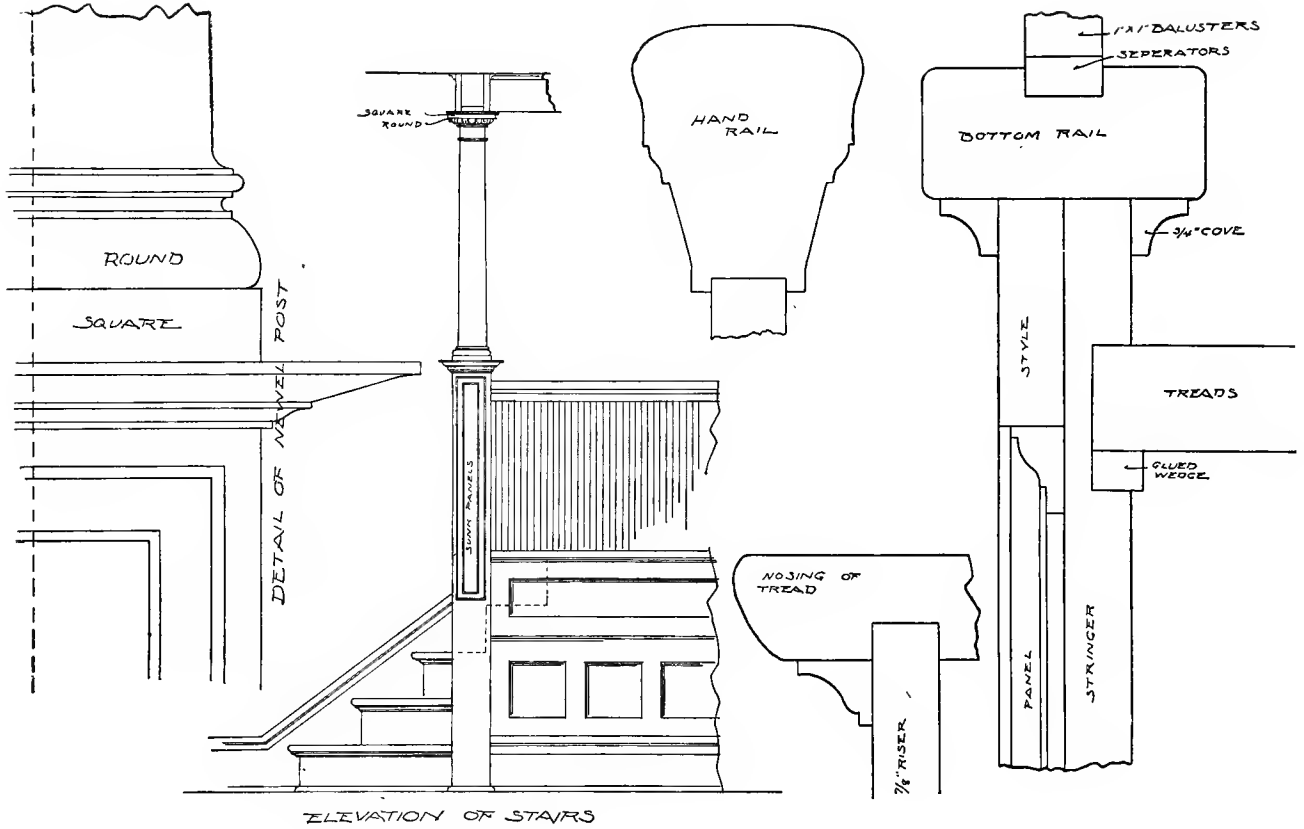 1" X 1" BALUSTERS
SEPERATORS
SQUARE
ROUND
HAND
RAIL
BOTTOM RAIL
3/4" COVE
ROUND
SQUARE
DETAIL OF NEWEL POST
STYLE
TREADS
GLUED
WEDGE
SUNK PANELS
NOSING OF
TREAD
PANEL
STRINGER
7/8" RISER
ELEVATION OF STAIRS